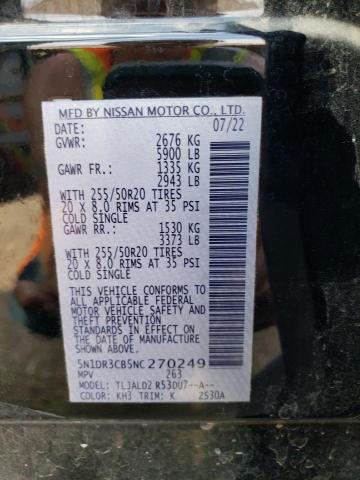 MFD BY NISSAN MOTOR CO., LTD.
DATE: 07/22
GVWR: 2676 KG
5900 LB
GAWR FR.: 1335 KG
2943 LB
WITH 255/50R20 TIRES
20 X 8.0 RIMS AT 35 PSI
COLD SINGLE
GAWR RR.: 1530 KG
3373 LB
WITH 255/50R20 TIRES
20 X 8.0 RIMS AT 35 PSI
COLD SINGLE
THIS VEHICLE CONFORMS TO
ALL APPLICABLE FEDERAL
MOTOR VEHICLE SAFETY AND
THEFT PREVENTION
STANDARDS IN EFFECT ON
THE DATE OF MANUFACTURE
SHOWN ABOVE.
5N1DR3CB5NC270249
MPV 263
MODEL: TLJALD2 R53DU7--A--
COLOR: KH3 TRIM: K 2530A